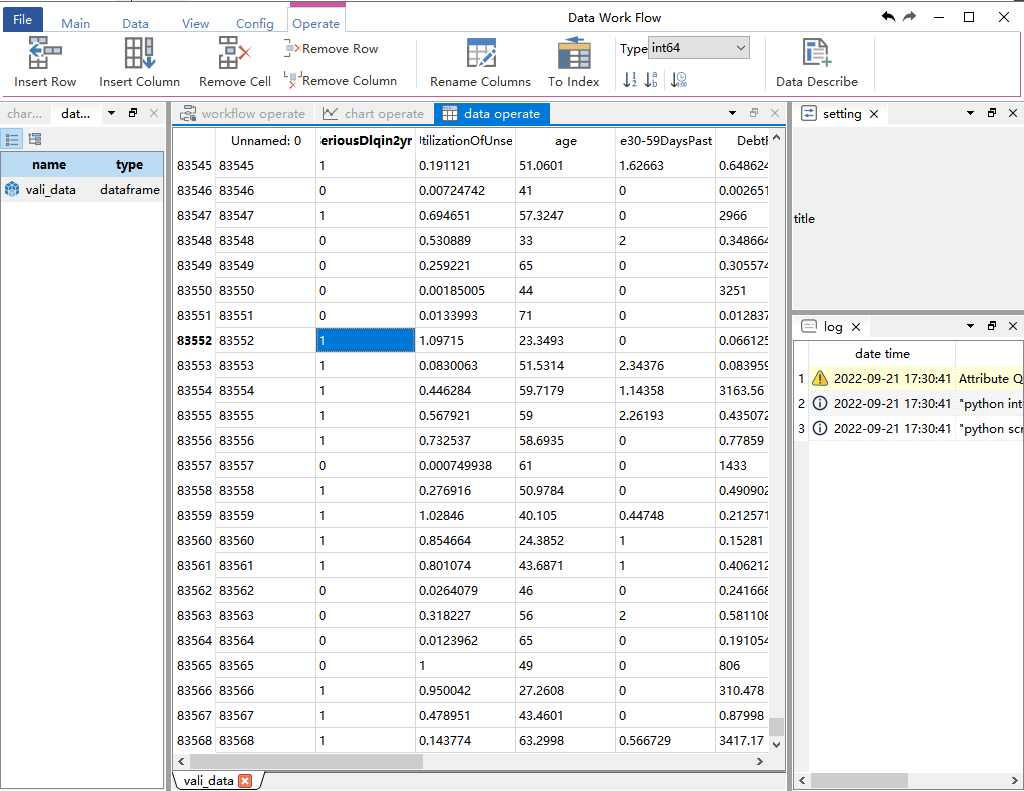 Data Work Flow
File Main Data View Config Operate
Insert Row
Insert Column
Remove Cell
Remove Row
Remove Column
Rename Columns
To Index
Type int64
Data Describe
char... dat...
name type
vali_data dataframe
workflow operate chart operate data operate
Unnamed: 0 eriousDlqin2yr tilizationOfUnse age e30-59DaysPast DebtR
83545 83545 1 0.191121 51.0601 1.62663 0.648624
83546 83546 0 0.00724742 41 0 0.002651
83547 83547 1 0.694651 57.3247 0 2966
83548 83548 0 0.530889 33 2 0.348664
83549 83549 0 0.259221 65 0 0.305574
83550 83550 0 0.00185005 44 0 3251
83551 83551 0 0.0133993 71 0 0.012837
83552 83552 1 1.09715 23.3493 0 0.066125
83553 83553 1 0.0830063 51.5314 2.34376 0.083959
83554 83554 1 0.446284 59.7179 1.14358 3163.56
83555 83555 1 0.567921 59 2.26193 0.435072
83556 83556 1 0.732537 58.6935 0 0.77859
83557 83557 0 0.000749938 61 0 1433
83558 83558 1 0.276916 50.9784 0 0.490902
83559 83559 1 1.02846 40.105 0.44748 0.212571
83560 83560 1 0.854664 24.3852 1 0.15281
83561 83561 1 0.801074 43.6871 1 0.406212
83562 83562 0 0.0264079 46 0 0.241668
83563 83563 0 0.318227 56 2 0.581108
83564 83564 0 0.0123962 65 0 0.191054
83565 83565 0 1 49 0 806
83566 83566 1 0.950042 27.2608 0 310.478
83567 83567 1 0.478951 43.4601 0 0.87998
83568 83568 1 0.143774 63.2998 0.566729 3417.17
vali_data
setting
title
log
date time
1 2022-09-21 17:30:41 Attribute Q
2 2022-09-21 17:30:41 "python int
3 2022-09-21 17:30:41 "python scr